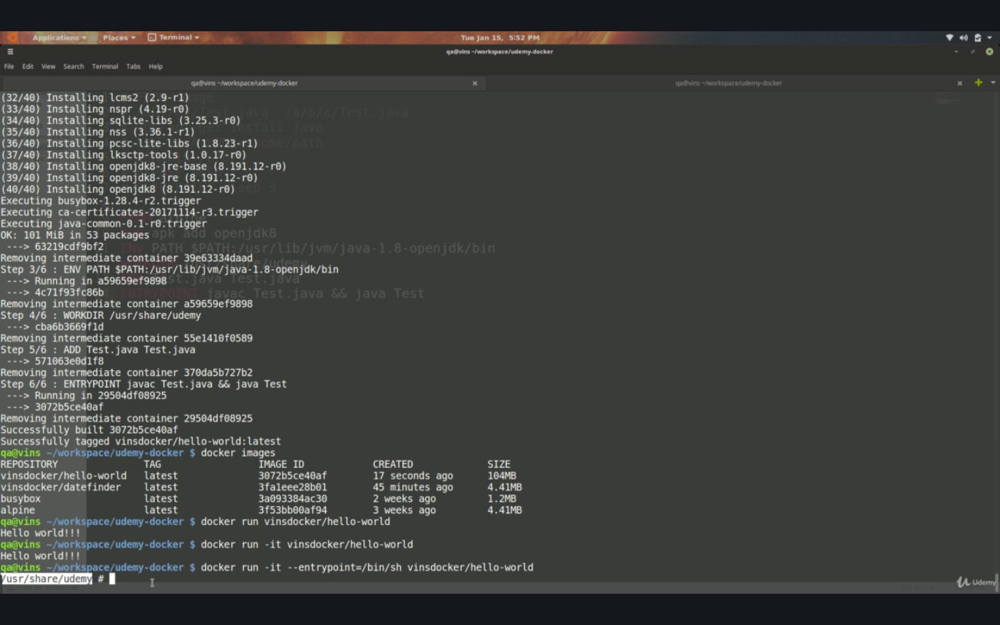 Applications Places Terminal Tue Jan 15, 5:52 PM
qa@vins ~/workspace/udemy-docker
File Edit View Search Terminal Tabs Help
qa@vins ~/workspace/udemy-docker qa@vins ~/workspace/udemy-docker
(32/40) Installing lcms2 (2.9-r1)
(33/40) Installing nspr (4.19-r0)
(34/40) Installing sqlite-libs (3.25.3-r0)
(35/40) Installing nss (3.36.1-r1)
(36/40) Installing pcsc-lite-libs (1.8.23-r1)
(37/40) Installing lksctp-tools (1.0.17-r0)
(38/40) Installing openjdk8-jre-base (8.191.12-r0)
(39/40) Installing openjdk8-jre (8.191.12-r0)
(40/40) Installing openjdk8 (8.191.12-r0)
Executing busybox-1.28.4-r2.trigger
Executing ca-certificates-20171114-r3.trigger
Executing java-common-0.1-r0.trigger
OK: 101 MiB in 53 packages
---> 63219cdf9bf2
Removing intermediate container 39e63334daad
Step 3/6 : ENV PATH $PATH:/usr/lib/jvm/java-1.8-openjdk/bin
---> Running in a59659ef9898
---> 4c71f93fc86b
Removing intermediate container a59659ef9898
Step 4/6 : WORKDIR /usr/share/udemy
---> cba6b3669f1d
Removing intermediate container 55e1410f0589
Step 5/6 : ADD Test.java Test.java
---> 571063e0d1f8
Removing intermediate container 370da5b727b2
Step 6/6 : ENTRYPOINT javac Test.java && java Test
---> Running in 29504df08925
---> 3072b5ce40af
Removing intermediate container 29504df08925
Successfully built 3072b5ce40af
Successfully tagged vinsdocker/hello-world:latest
qa@vins ~/workspace/udemy-docker $ docker images
REPOSITORY TAG IMAGE ID CREATED SIZE
vinsdocker/hello-world latest 3072b5ce40af 17 seconds ago 104MB
vinsdocker/datefinder latest 3fa1eee28b01 45 minutes ago 4.41MB
busybox latest 3a093384ac30 2 weeks ago 1.2MB
alpine latest 3f53bb00af94 3 weeks ago 4.41MB
qa@vins ~/workspace/udemy-docker $ docker run vinsdocker/hello-world
Hello world!!!
qa@vins ~/workspace/udemy-docker $ docker run -it vinsdocker/hello-world
Hello world!!!
qa@vins ~/workspace/udemy-docker $ docker run -it --entrypoint=/bin/sh vinsdocker/hello-world
/usr/share/udemy #
Udemy